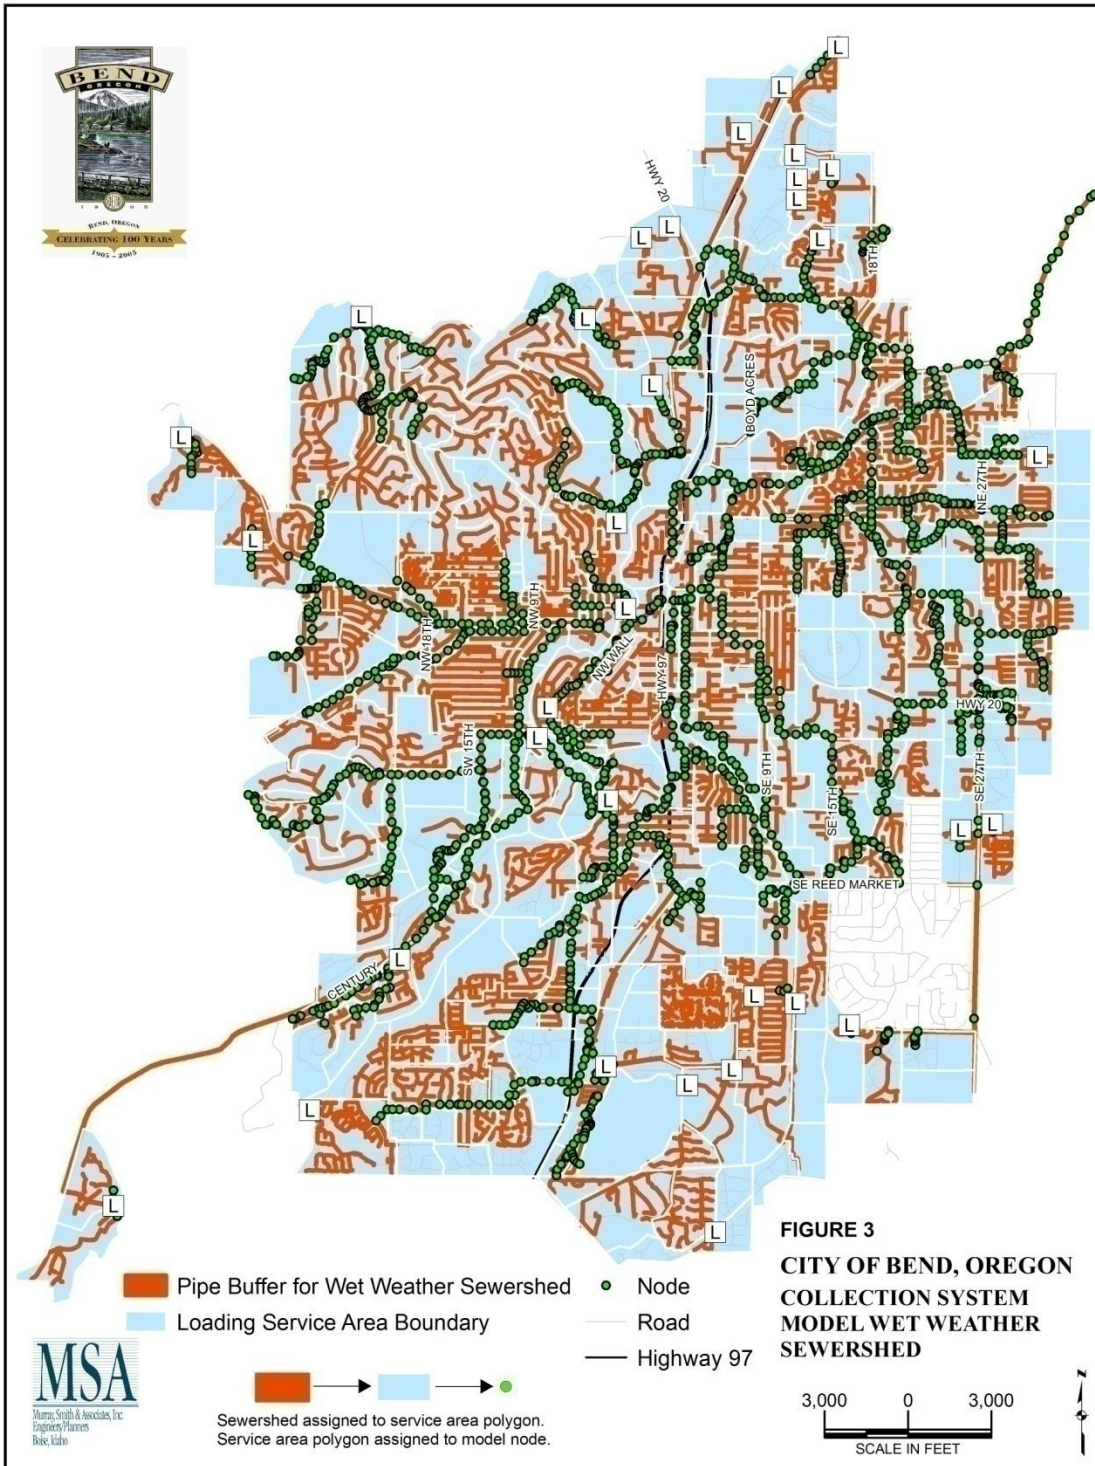 BEND
OREGON
1905
BEND, OREGON
CELEBRATING 100 YEARS
1905 - 2005
L
L
L
L
L
L
L
HWY 20
L
L
L
18TH
L
L
L
BOYD ACRES
L
L
L
NE 27TH
L
L
NW 9TH
L
NW 18TH
NW WALL
HWY 97
L
HWY 20
L
SW 15TH
SE 9TH
SE 27TH
L
SE 15TH
L
L
SE REED MARKET
L
CENTURY
L
L
L
L
L
L
L
L
L
FIGURE 3
CITY OF BEND, OREGON
COLLECTION SYSTEM
MODEL WET WEATHER
SEWERSHED
Pipe Buffer for Wet Weather Sewershed
Node
Loading Service Area Boundary
Road
Highway 97
Sewershed assigned to service area polygon.
Service area polygon assigned to model node.
MSA
Murray, Smith & Associates, Inc.
Engineers/Planners
Boise, Idaho
3,000 0 3,000
SCALE IN FEET
Z